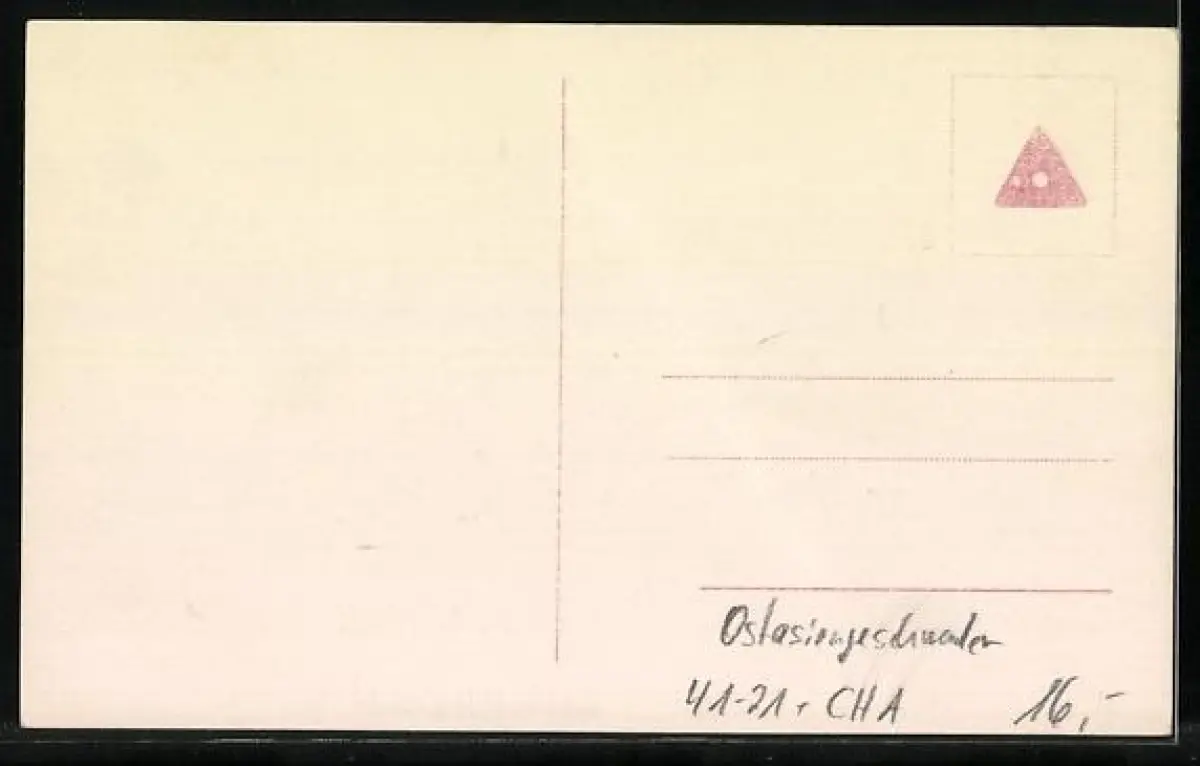 Ostasiengeschwader
41-21. CHA 16,-